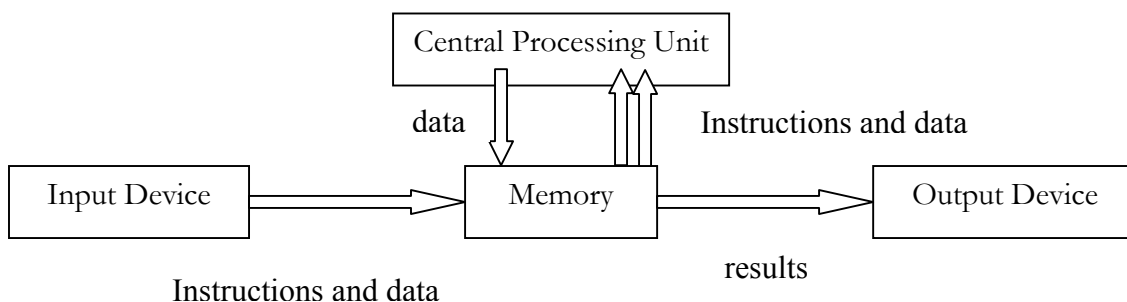 Central Processing Unit
data
Instructions and data
Input Device
Memory
Output Device
results
Instructions and data